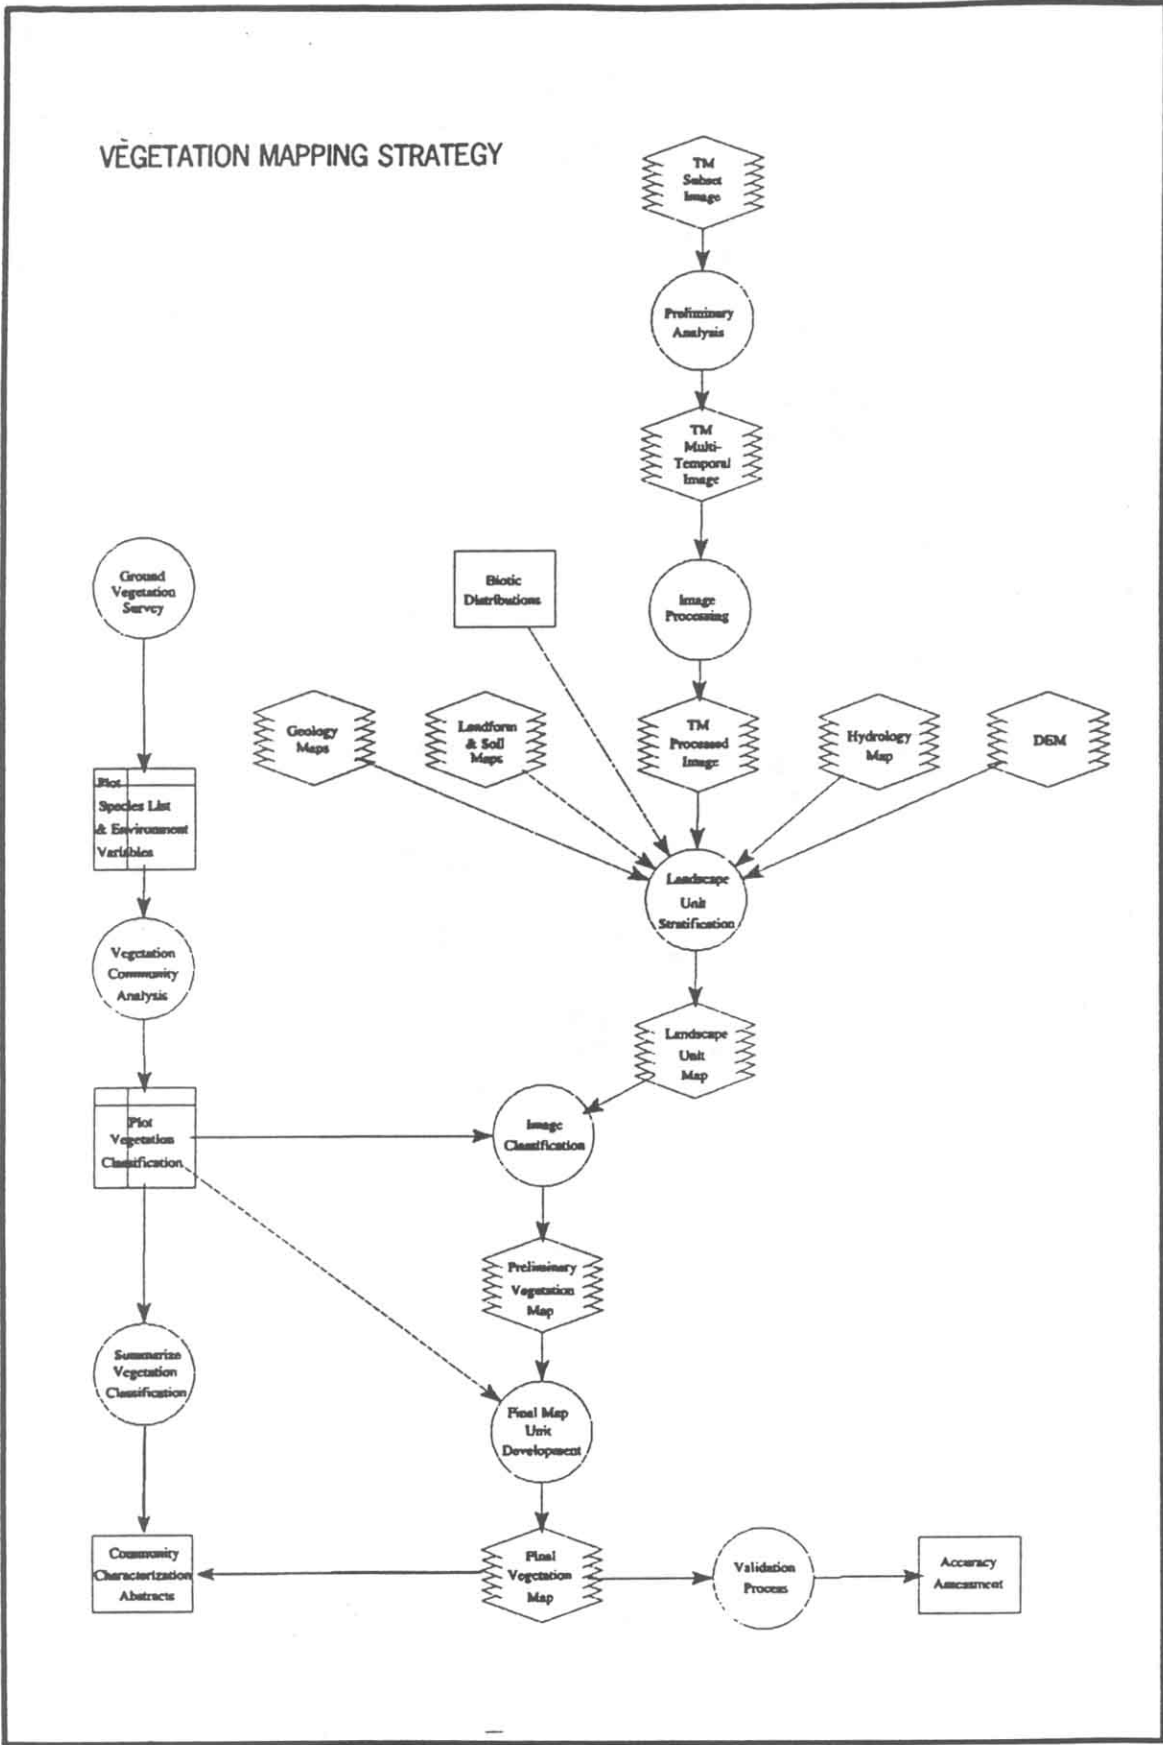 VEGETATION MAPPING STRATEGY
TM
Subset
Image
Preliminary
Analysis
TM
Multi-
Temporal
Image
Ground
Vegetation
Survey
Biotic
Distributions
Image
Processing
Geology
Maps
Landform
& Soil
Maps
TM
Processed
Image
Hydrology
Map
DEM
Plot
Species List
& Environment
Variables
Landscape
Unit
Stratification
Vegetation
Community
Analysis
Landscape
Unit
Map
Plot
Vegetation
Classification
Image
Classification
Preliminary
Vegetation
Map
Summarize
Vegetation
Classification
Final Map
Unit
Development
Community
Characterization
Abstracts
Final
Vegetation
Map
Validation
Process
Accuracy
Assessment